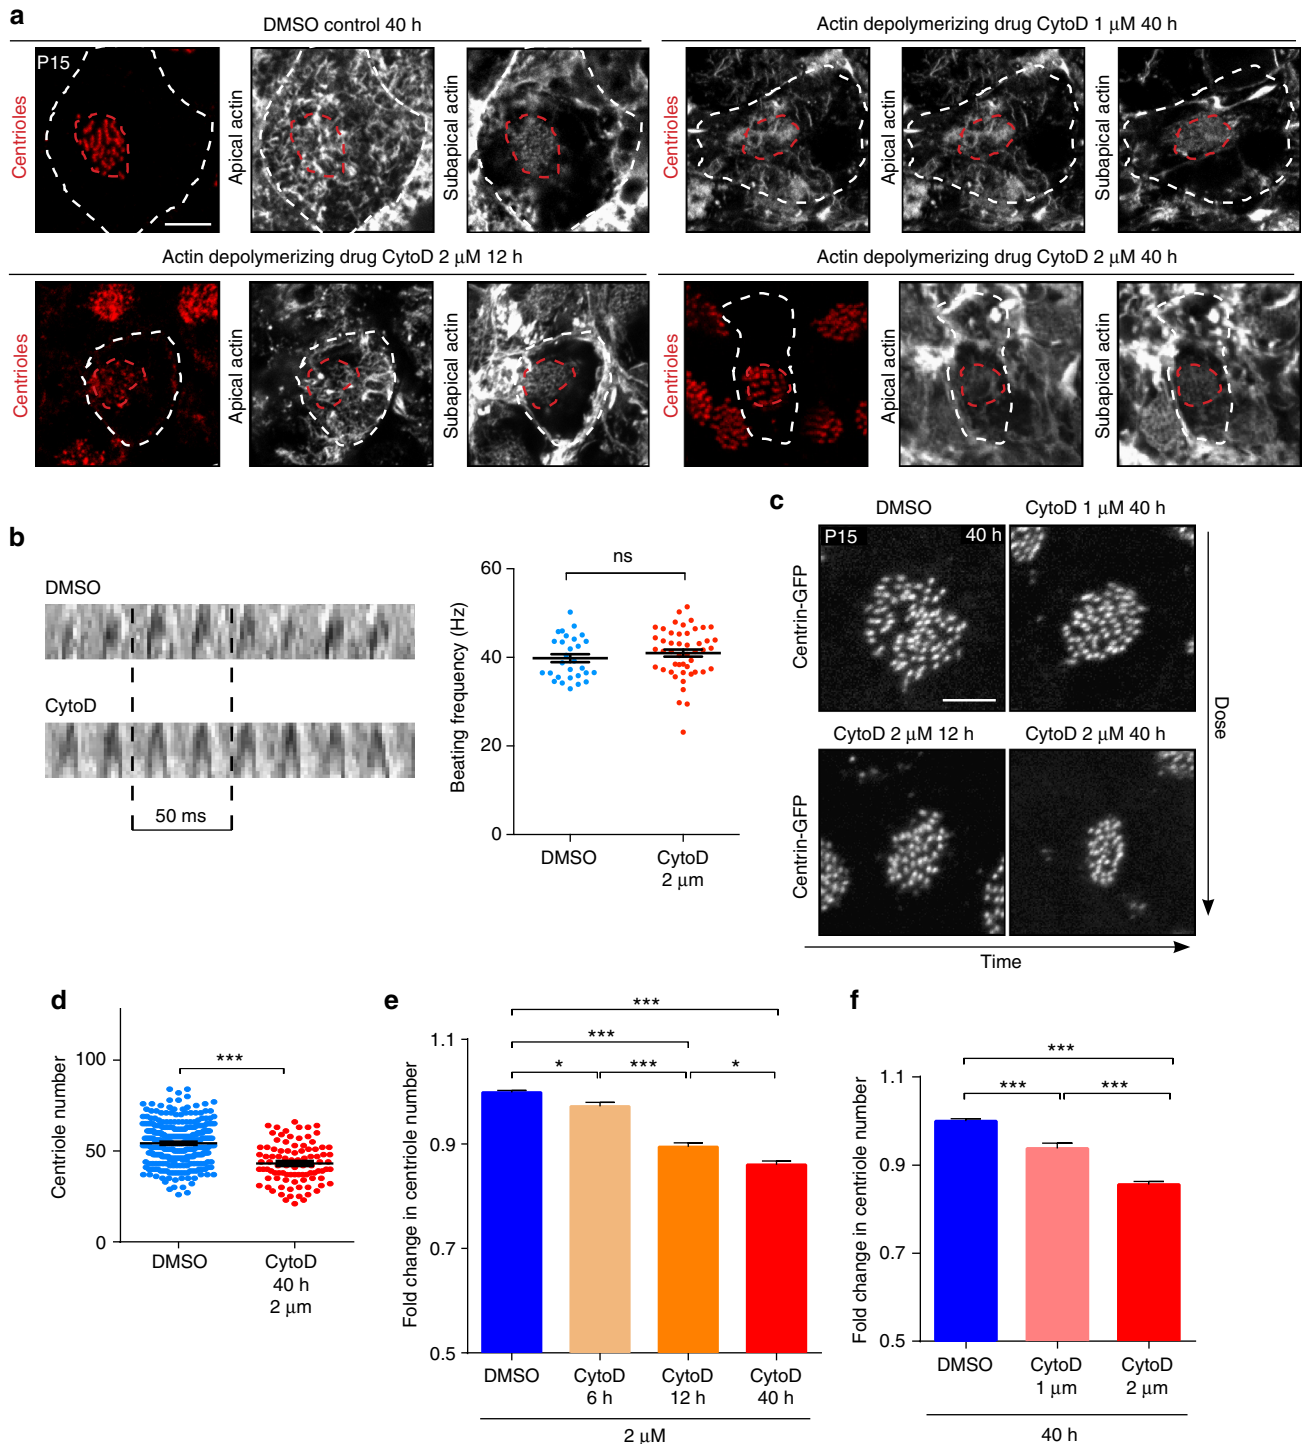 a
DMSO control 40 h
Actin depolymerizing drug CytoD 1 μM 40 h
Centrioles
P15
Apical actin
Subapical actin
Centrioles
Apical actin
Subapical actin
Actin depolymerizing drug CytoD 2 μM 12 h
Actin depolymerizing drug CytoD 2 μM 40 h
Centrioles
Apical actin
Subapical actin
Centrioles
Apical actin
Subapical actin
b
DMSO
CytoD
50 ms
Beating frequency (Hz)
60
40
20
0
ns
DMSO
CytoD
2 μm
c
DMSO
CytoD 1 μM 40 h
Centrin-GFP
P15
40 h
CytoD 2 μM 12 h
CytoD 2 μM 40 h
Centrin-GFP
Dose
Time
d
Centriole number
100
50
0
***
DMSO
CytoD
40 h
2 μm
e
Fold change in centriole number
1.1
0.9
0.7
0.5
***
***
*
***
*
DMSO
CytoD
6 h
CytoD
12 h
CytoD
40 h
2 μM
f
Fold change in centriole number
1.1
0.9
0.7
0.5
***
***
***
DMSO
CytoD
1 μm
CytoD
2 μm
40 h